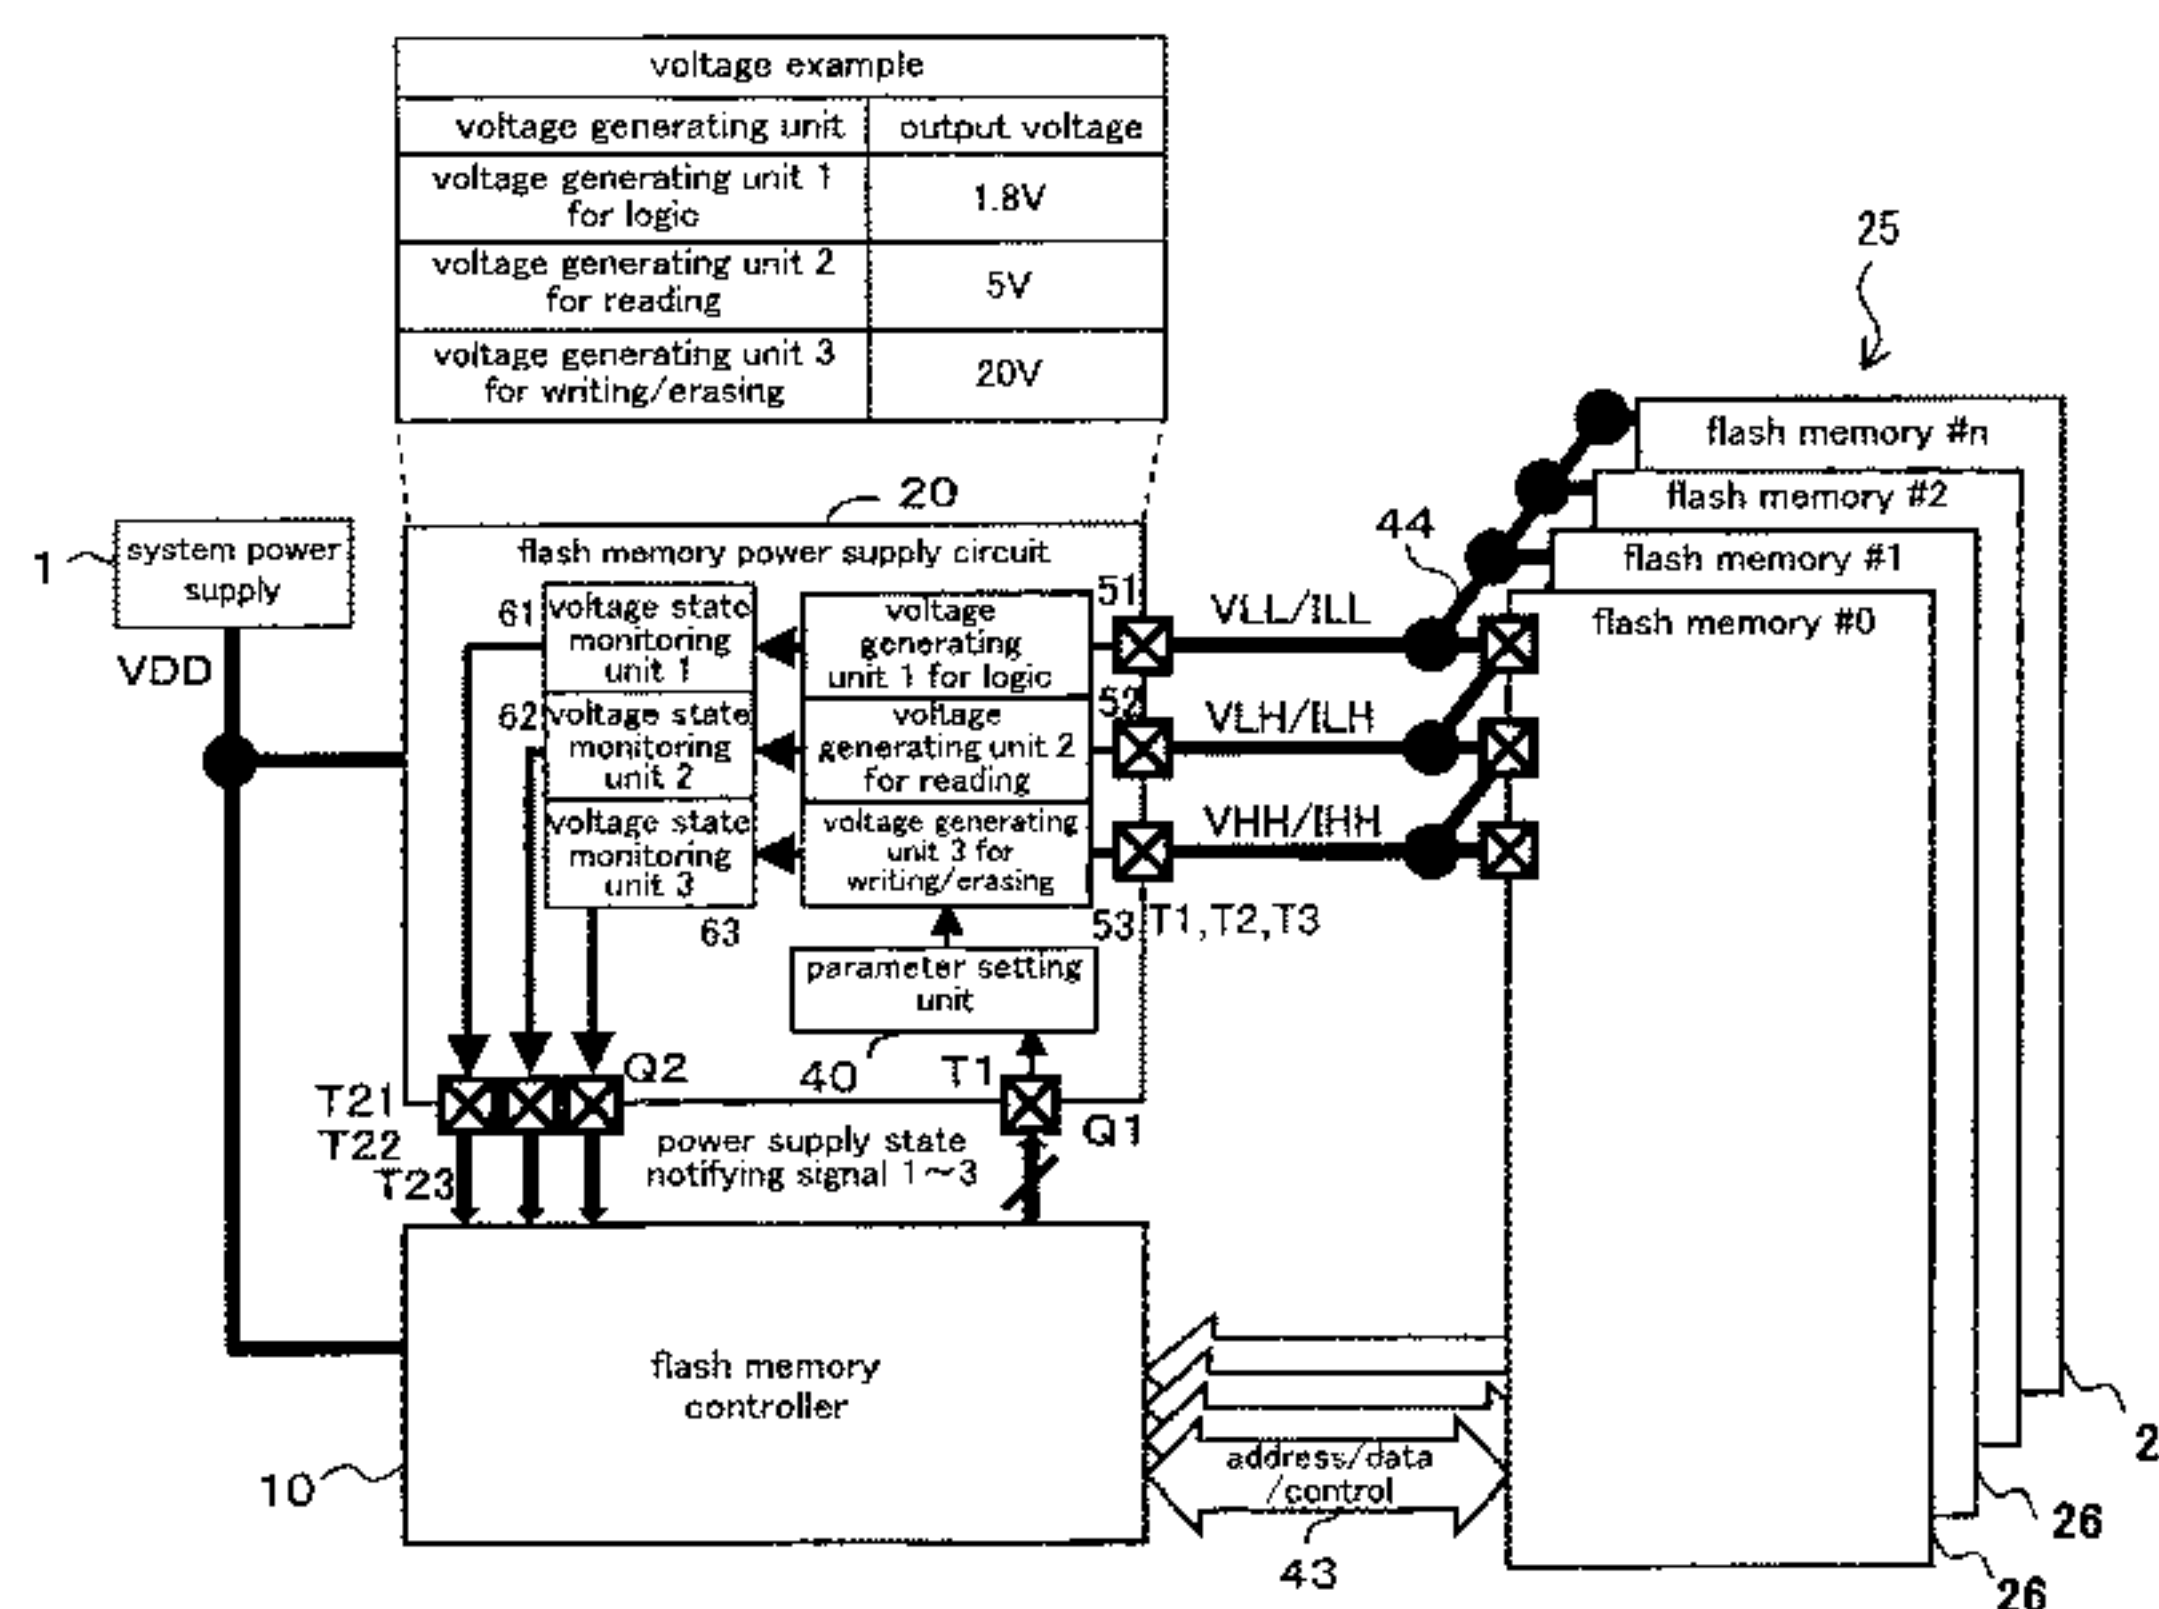 voltage example
voltage generating unit
output voltage
voltage generating unit 1
for logic
1.8V
voltage generating unit 2
for reading
5V
voltage generating unit 3
for writing/erasing
20V
25
flash memory #n
flash memory #2
flash memory #1
flash memory #0
44
20
1
system power
supply
VDD
flash memory power supply circuit
61
voltage state
monitoring
unit 1
62
voltage state
monitoring
unit 2
voltage state
monitoring
unit 3
63
voltage
generating
unit 1 for logic
voltage
generating unit 2
for reading
voltage generating
unit 3 for
writing/erasing
51
52
53
VLL/ILL
VLH/ILH
VHH/IHH
T1,T2,T3
parameter setting
unit
40
T1
Q1
Q2
T21
T22
T23
power supply state
notifying signal 1~3
flash memory
controller
10
address/data
/control
43
2
26
26